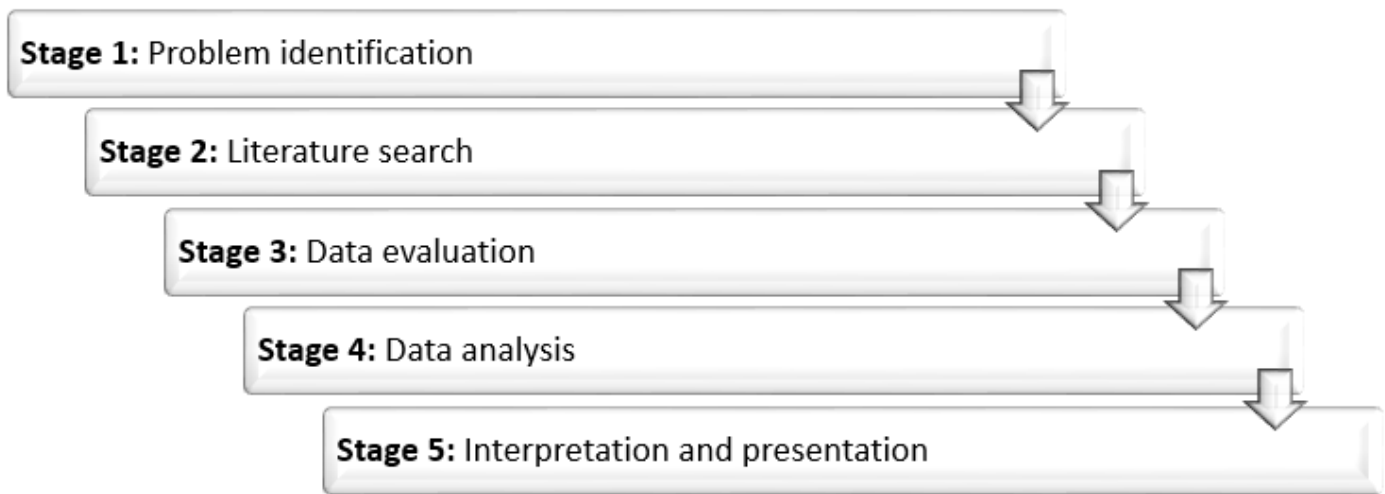 Stage 1: Problem identification
Stage 2: Literature search
Stage 3: Data evaluation
Stage 4: Data analysis
Stage 5: Interpretation and presentation